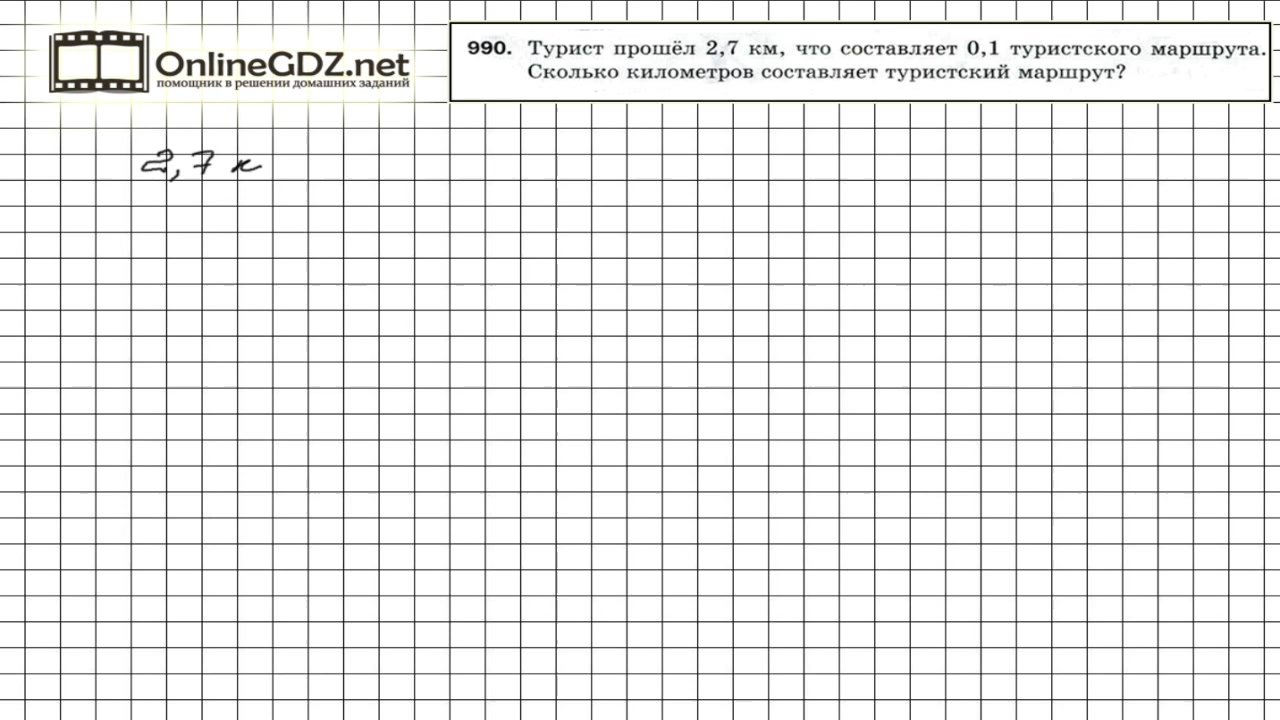 OnlineGDZ.net
помощник в решении домашних заданий
990. Турист прошёл 2,7 км, что составляет 0,1 туристского маршрута.
Сколько километров составляет туристский маршрут?
2,7 к